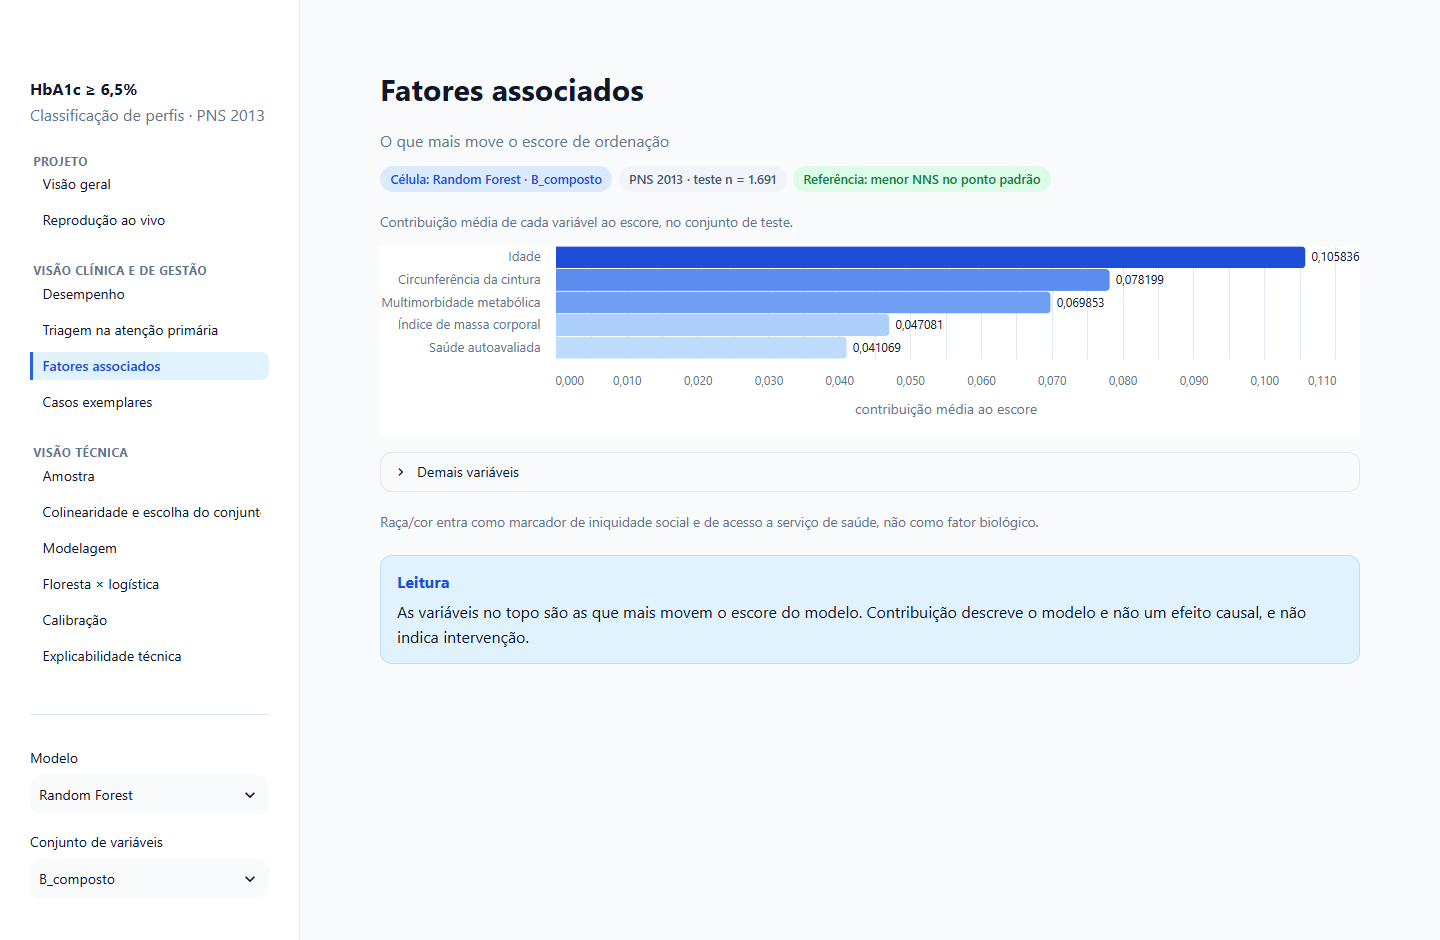 HbA1c ≥ 6,5%
Classificação de perfis · PNS 2013
PROJETO
Visão geral
Reprodução ao vivo
VISÃO CLÍNICA E DE GESTÃO
Desempenho
Triagem na atenção primária
Fatores associados
Casos exemplares
VISÃO TÉCNICA
Amostra
Colinearidade e escolha do conjunt
Modelagem
Floresta × logística
Calibração
Explicabilidade técnica
Modelo
Random Forest
Conjunto de variáveis
B_composto
Fatores associados
O que mais move o escore de ordenação
Célula: Random Forest · B_composto
PNS 2013 · teste n = 1.691
Referência: menor NNS no ponto padrão
Contribuição média de cada variável ao escore, no conjunto de teste.
Idade 0,105836
Circunferência da cintura 0,078199
Multimorbidade metabólica 0,069853
Índice de massa corporal 0,047081
Saúde autoavaliada 0,041069
0,000 0,010 0,020 0,030 0,040 0,050 0,060 0,070 0,080 0,090 0,100 0,110
contribuição média ao escore
Demais variáveis
Raça/cor entra como marcador de iniquidade social e de acesso a serviço de saúde, não como fator biológico.
Leitura
As variáveis no topo são as que mais movem o escore do modelo. Contribuição descreve o modelo e não um efeito causal, e não
indica intervenção.